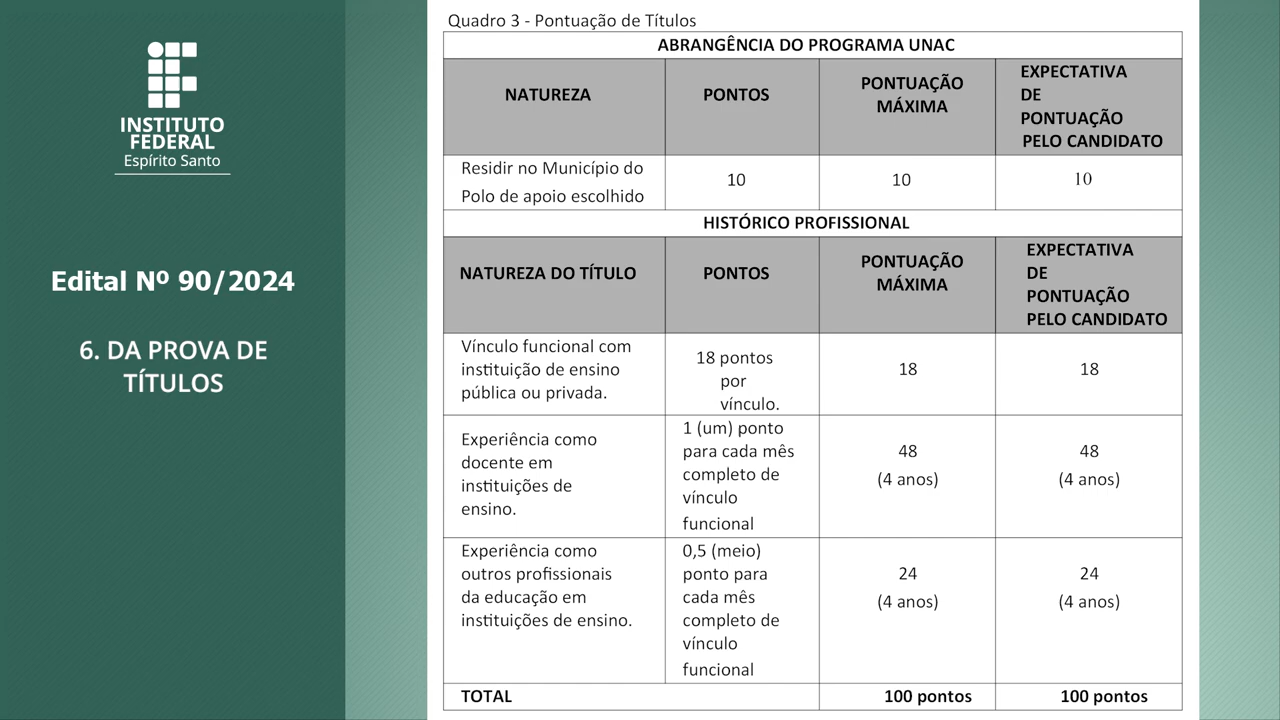 INSTITUTO
FEDERAL
Espírito Santo
Edital Nº 90/2024
6. DA PROVA DE
TÍTULOS
Quadro 3 - Pontuação de Títulos
ABRANGÊNCIA DO PROGRAMA UNAC
NATUREZA
PONTOS
PONTUAÇÃO
MÁXIMA
EXPECTATIVA
DE
PONTUAÇÃO
PELO CANDIDATO
Residir no Município do
Polo de apoio escolhido
10
10
10
HISTÓRICO PROFISSIONAL
NATUREZA DO TÍTULO
PONTOS
PONTUAÇÃO
MÁXIMA
EXPECTATIVA
DE
PONTUAÇÃO
PELO CANDIDATO
Vínculo funcional com
instituição de ensino
pública ou privada.
18 pontos
por
vínculo.
18
18
Experiência como
docente em
instituições de
ensino.
1 (um) ponto
para cada mês
completo de
vínculo
funcional
48
(4 anos)
48
(4 anos)
Experiência como
outros profissionais
da educação em
instituições de ensino.
0,5 (meio)
ponto para
cada mês
completo de
vínculo
funcional
24
(4 anos)
24
(4 anos)
TOTAL
100 pontos
100 pontos